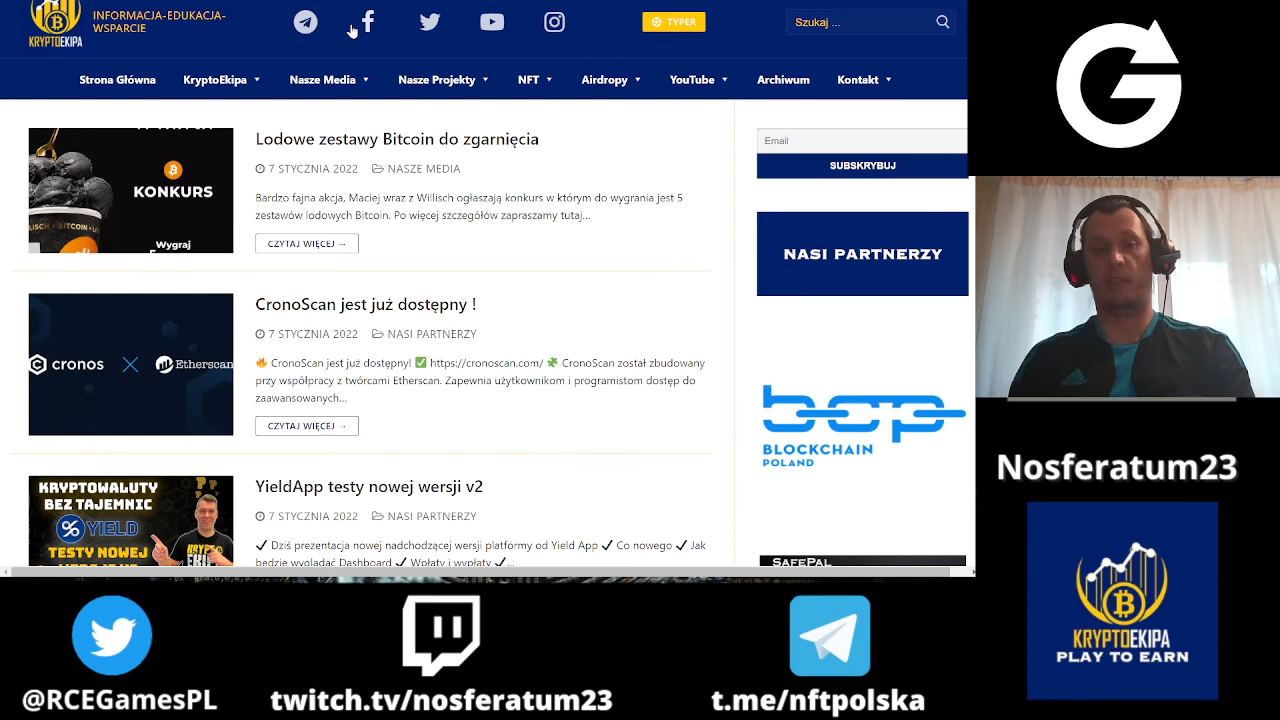 INFORMACJA-EDUKACJA-
WSPARCIE
KRYPTOEKIPA
TYPER
Szukaj ...
Strona Główna
KryptoEkipa
Nasze Media
Nasze Projekty
NFT
Airdropy
YouTube
Archiwum
Kontakt
KONKURS
Wygraj
Lodowe zestawy Bitcoin do zgarnięcia
7 STYCZNIA 2022 NASZE MEDIA
Bardzo fajna akcja, Maciej wraz z Willisch ogłaszają konkurs w którym do wygrania jest 5
zestawów lodowych Bitcoin. Po więcej szczegółów zapraszamy tutaj...
CZYTAJ WIĘCEJ →
cronos X Etherscan
CronoScan jest już dostępny !
7 STYCZNIA 2022 NASI PARTNERZY
🔥 CronoScan jest już dostępny! ✅ https://cronoscan.com/ 🧩 CronoScan został zbudowany
przy współpracy z twórcami Etherscan. Zapewnia użytkownikom i programistom dostęp do
zaawansowanych...
CZYTAJ WIĘCEJ →
KRYPTOWALUTY
BEZ TAJEMNIC
YIELD
TESTY NOWEJ
YieldApp testy nowej wersji v2
7 STYCZNIA 2022 NASI PARTNERZY
✔ Dziś prezentacja nowej nadchodzącej wersji platformy od Yield App ✔ Co nowego ✔ Jak
będzie wyglądać Dashboard ✔ Wpłaty i wypłaty ✔...
Email
SUBSKRYBUJ
NASI PARTNERZY
bop
BLOCKCHAIN
POLAND
SAFEPAL
Nosferatum23
KRYPTOEKIPA
PLAY TO EARN
@RCEGamesPL
twitch.tv/nosferatum23
t.me/nftpolska